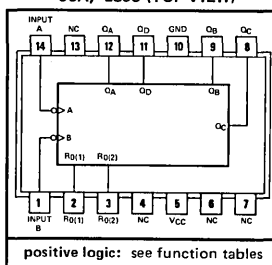 INPUT
A NC QA QD GND QB QC
14 13 12 11 10 9 8
QA QD QB
A
QC
B
R0(1) R0(2)
1 2 3 4 5 6 7
INPUT R0(1) R0(2) NC VCC NC NC
B
positive logic: see function tables